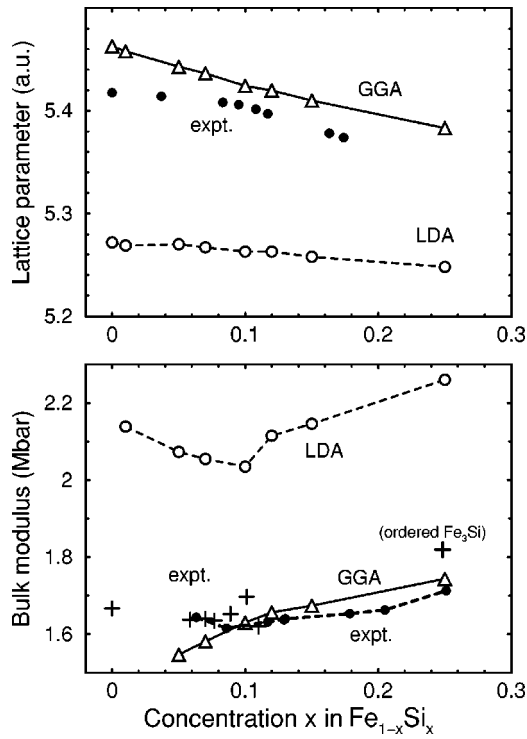 Lattice parameter (a.u.)
5.4
5.3
5.2
GGA
expt.
LDA
0
0.1
0.2
0.3
Bulk modulus (Mbar)
2.2
2
1.8
1.6
LDA
(ordered Fe₃Si)
expt.
GGA
expt.
0
0.1
0.2
0.3
Concentration x in Fe₁₋ₓSiₓ